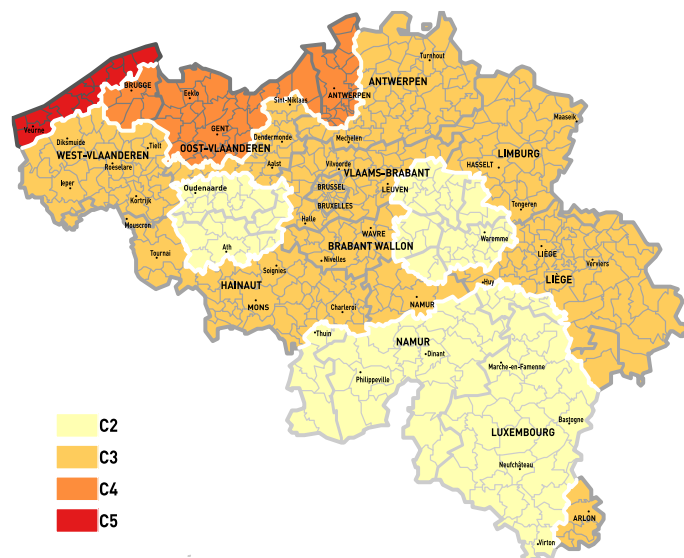 Turnhout
ANTWERPEN
BRUGGE
Eeklo
ANTWERPEN
Sint-Niklaas
Maaseik
Veurne
GENT
Diksmuide
Tielt
OOST-VLAANDEREN
Dendermonde
Mechelen
WEST-VLAANDEREN
Roeselare
Aalst
Vilvoorde
VLAAMS-BRABANT
HASSELT
LIMBURG
Ieper
Oudenaarde
BRUSSEL
LEUVEN
Kortrijk
BRUXELLES
Tongeren
Mouscron
Halle
WAVRE
Waremme
Tournai
Ath
BRABANT WALLON
LIÈGE
Verviers
Soignies
Nivelles
HAINAUT
Huy
LIÈGE
MONS
Charleroi
NAMUR
Thuin
NAMUR
Dinant
Marche-en-Famenne
Philippeville
C2
Bastogne
LUXEMBOURG
C3
Neufchâteau
C4
C5
ARLON
Virton